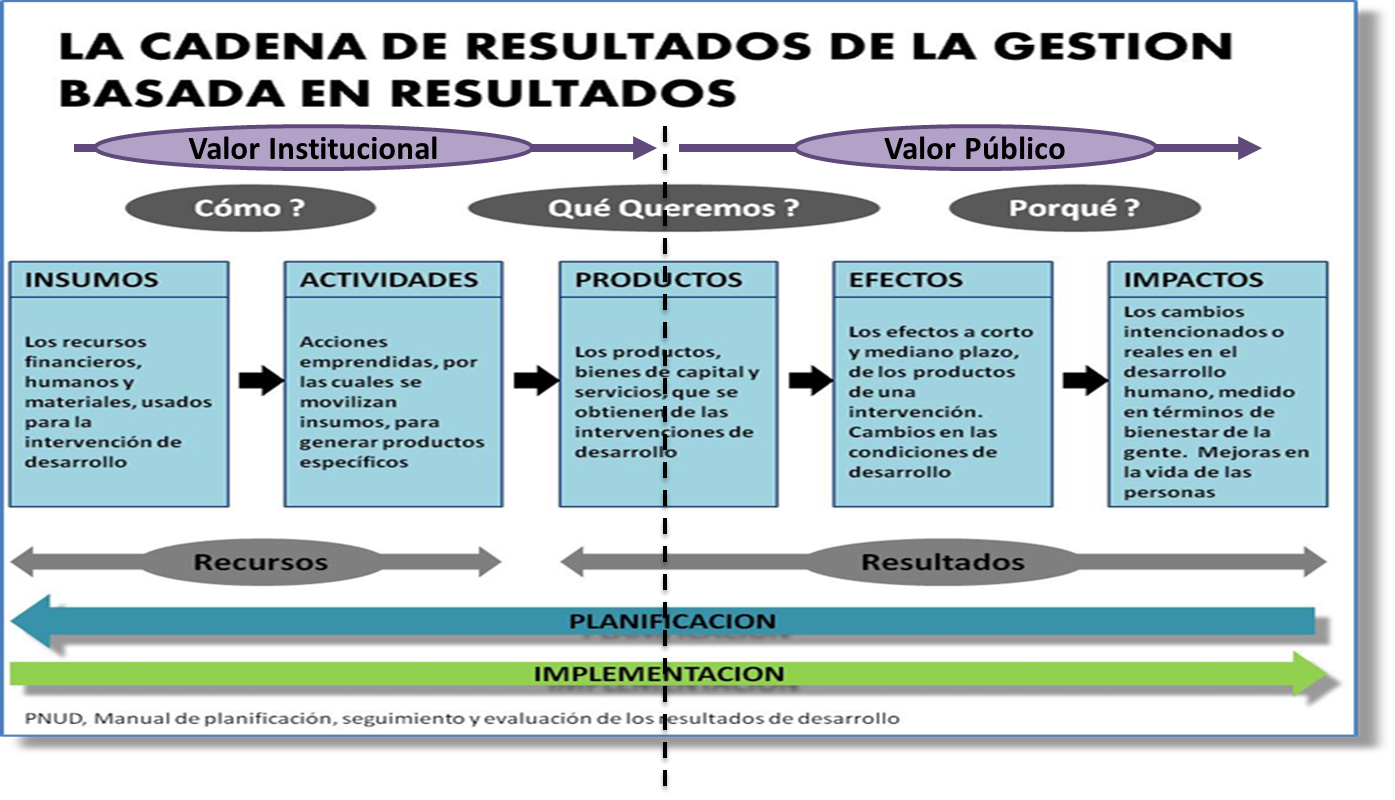 LA CADENA DE RESULTADOS DE LA GESTION
BASADA EN RESULTADOS
Valor Institucional
Valor Público
Cómo ?
Qué Queremos ?
Porqué ?
INSUMOS
Los recursos
financieros,
humanos y
materiales, usados
para la
intervención de
desarrollo
ACTIVIDADES
Acciones
emprendidas, por
las cuales se
movilizan
insumos, para
generar productos
específicos
PRODUCTOS
Los productos,
bienes de capital y
servicios, que se
obtienen de las
intervenciones de
desarrollo
EFECTOS
Los efectos a corto
y mediano plazo,
de los productos
de una
intervención.
Cambios en las
condiciones de
desarrollo
IMPACTOS
Los cambios
intencionados o
reales en el
desarrollo
humano, medido
en términos de
bienestar de la
gente. Mejoras en
la vida de las
personas
Recursos
Resultados
PLANIFICACION
IMPLEMENTACION
PNUD, Manual de planificación, seguimiento y evaluación de los resultados de desarrollo